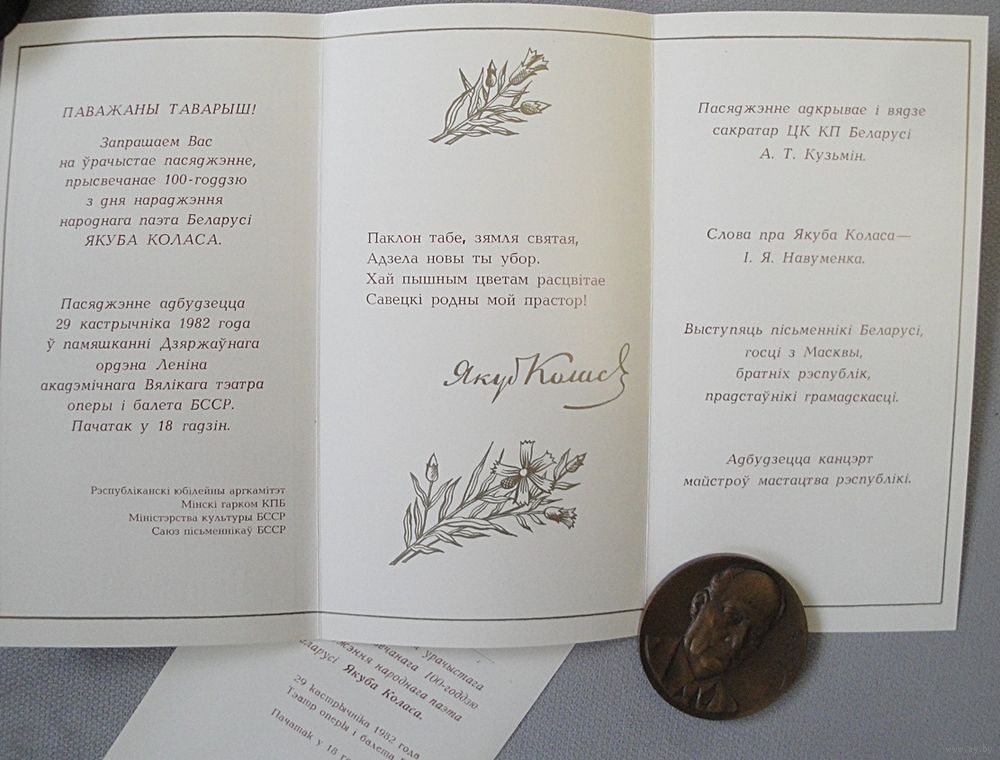 ПАВАЖАНЫ ТАВАРЫШ!
Запрашаем Вас
на ўрачыстае пасяджэнне,
прысвечанае 100-годдзю
з дня нараджэння
народнага паэта Беларусі
ЯКУБА КОЛАСА.
Пасяджэнне адбудзецца
29 кастрычніка 1982 года
ў памяшканні Дзяржаўнага
ордэна Леніна
акадэмічнага Вялікага тэатра
оперы і балета БССР.
Пачатак у 18 гадзін.
Рэспубліканскі юбілейны аргкамітэт
Мінскі гарком КПБ
Міністэрства культуры БССР
Саюз пісьменнікаў БССР
Паклон табе, зямля святая,
Адзела новы ты убор.
Хай пышным цветам расцвітае
Савецкі родны мой прастор!
Якуб Колас
Пасяджэнне адкрывае і вядзе
сакратар ЦК КП Беларусі
А. Т. Кузьмін.
Слова пра Якуба Коласа—
І. Я. Навуменка.
Выступяць пісьменнікі Беларусі,
госці з Масквы,
братніх рэспублік,
прадстаўнікі грамадскасці.
Адбудзецца канцэрт
майстроў мастацтва рэспублікі.
урачыстага
100-годдзю
народнага паэта
Якуба Коласа.
29 кастрычніка 1982 года
Тэатр оперы і балета
Пачатак у 18
www.ay.by